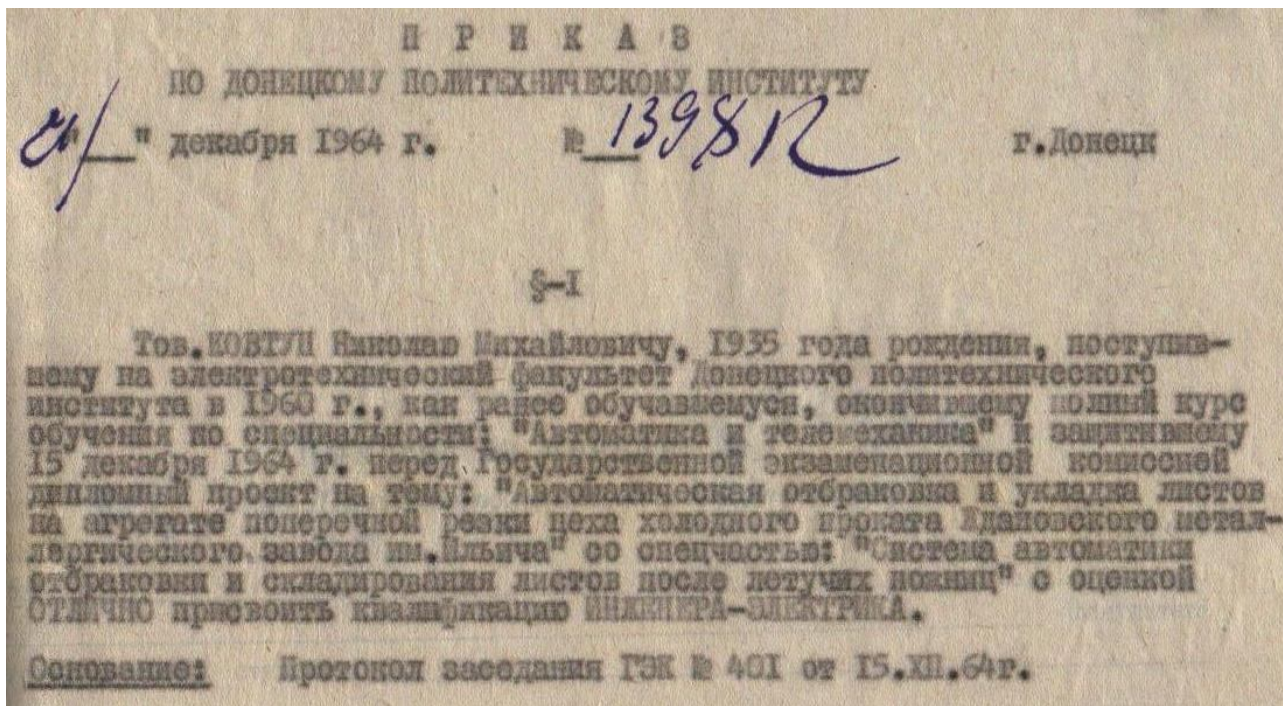 П Р И К А З
ПО ДОНЕЦКОМУ ПОЛИТЕХНИЧЕСКОМУ ИНСТИТУТУ
"___" декабря 1964 г. № 1398 г.Донецк
§-I
Тов.КОВТУН Николаю Михайловичу, 1935 года рождения, поступив-
шему на электротехнический факультет Донецкого политехнического
института в 1960 г., как ранее обучавшемуся, окончившему полный курс
обучения по специальности: "Автоматика и телемеханика" и защитившему
15 декабря 1964 г. перед Государственной экзаменационной комиссией
дипломный проект на тему: "Автоматическая отбраковка и укладка листов
на агрегате поперечной резки цеха холодного проката Ждановского метал-
лургического завода им.Ильича" со спецчастью: "Система автоматики
отбраковки и складирования листов после летучих ножниц" с оценкой
ОТЛИЧНО присвоить квалификацию ИНЖЕНЕРА-ЭЛЕКТРИКА.
Основание: Протокол заседания ГЭК № 401 от 15.XII.64г.